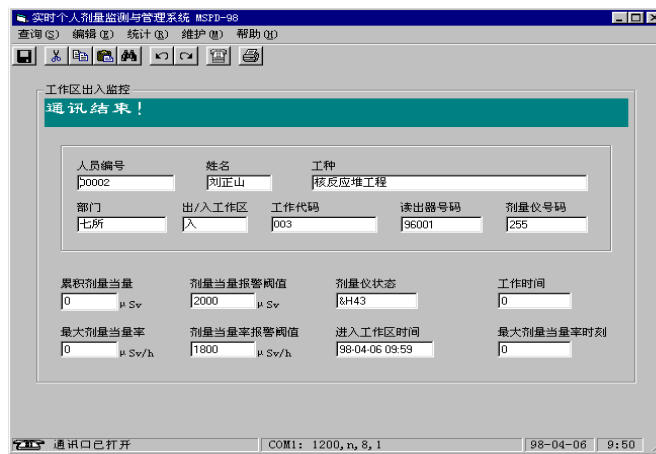 实时个人剂量监测与管理系统 MSPD-98
查询(S) 编辑(E) 统计(R) 维护(M) 帮助(H)
工作区出入监控
通讯结束!
人员编号 姓名 工种
00002 刘正山 核反应堆工程
部门 出/入工作区 工作代码 读出器号码 剂量仪号码
七所 入 003 96001 255
累积剂量当量 剂量当量报警阈值 剂量仪状态 工作时间
0 μSv 2000 μSv &H43 0
最大剂量当量率 剂量当量率报警阈值 进入工作区时间 最大剂量当量率时刻
0 μSv/h 1800 μSv/h 98-04-06 09:59 0
通讯口已打开 COM1: 1200,n,8,1 98-04-06 9:50